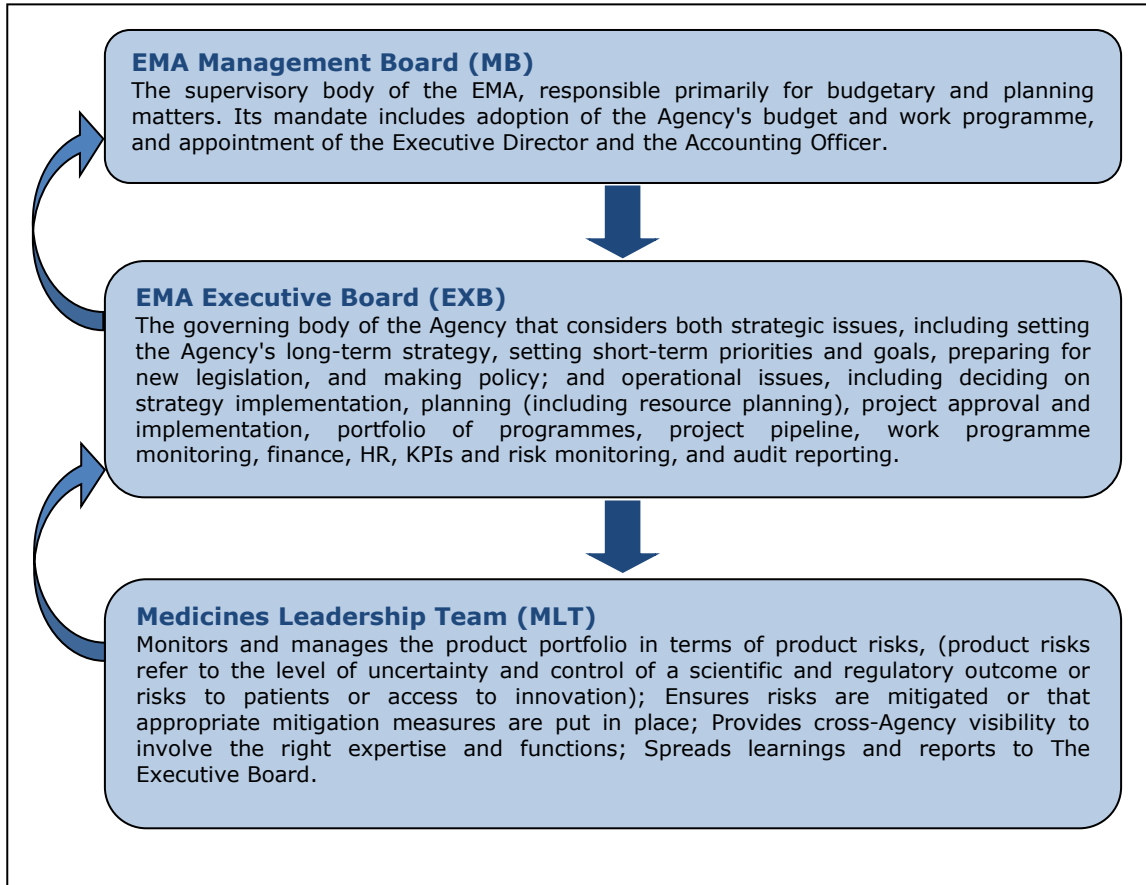 EMA Management Board (MB)
The supervisory body of the EMA, responsible primarily for budgetary and planning
matters. Its mandate includes adoption of the Agency's budget and work programme,
and appointment of the Executive Director and the Accounting Officer.
EMA Executive Board (EXB)
The governing body of the Agency that considers both strategic issues, including setting
the Agency's long-term strategy, setting short-term priorities and goals, preparing for
new legislation, and making policy; and operational issues, including deciding on
strategy implementation, planning (including resource planning), project approval and
implementation, portfolio of programmes, project pipeline, work programme
monitoring, finance, HR, KPIs and risk monitoring, and audit reporting.
Medicines Leadership Team (MLT)
Monitors and manages the product portfolio in terms of product risks, (product risks
refer to the level of uncertainty and control of a scientific and regulatory outcome or
risks to patients or access to innovation); Ensures risks are mitigated or that
appropriate mitigation measures are put in place; Provides cross-Agency visibility to
involve the right expertise and functions; Spreads learnings and reports to The
Executive Board.